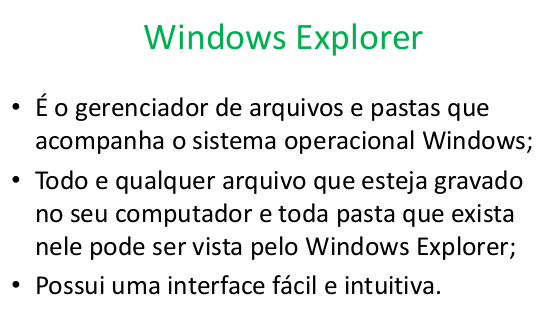 Windows Explorer
• É o gerenciador de arquivos e pastas que
acompanha o sistema operacional Windows;
• Todo e qualquer arquivo que esteja gravado
no seu computador e toda pasta que exista
nele pode ser vista pelo Windows Explorer;
• Possui uma interface fácil e intuitiva.